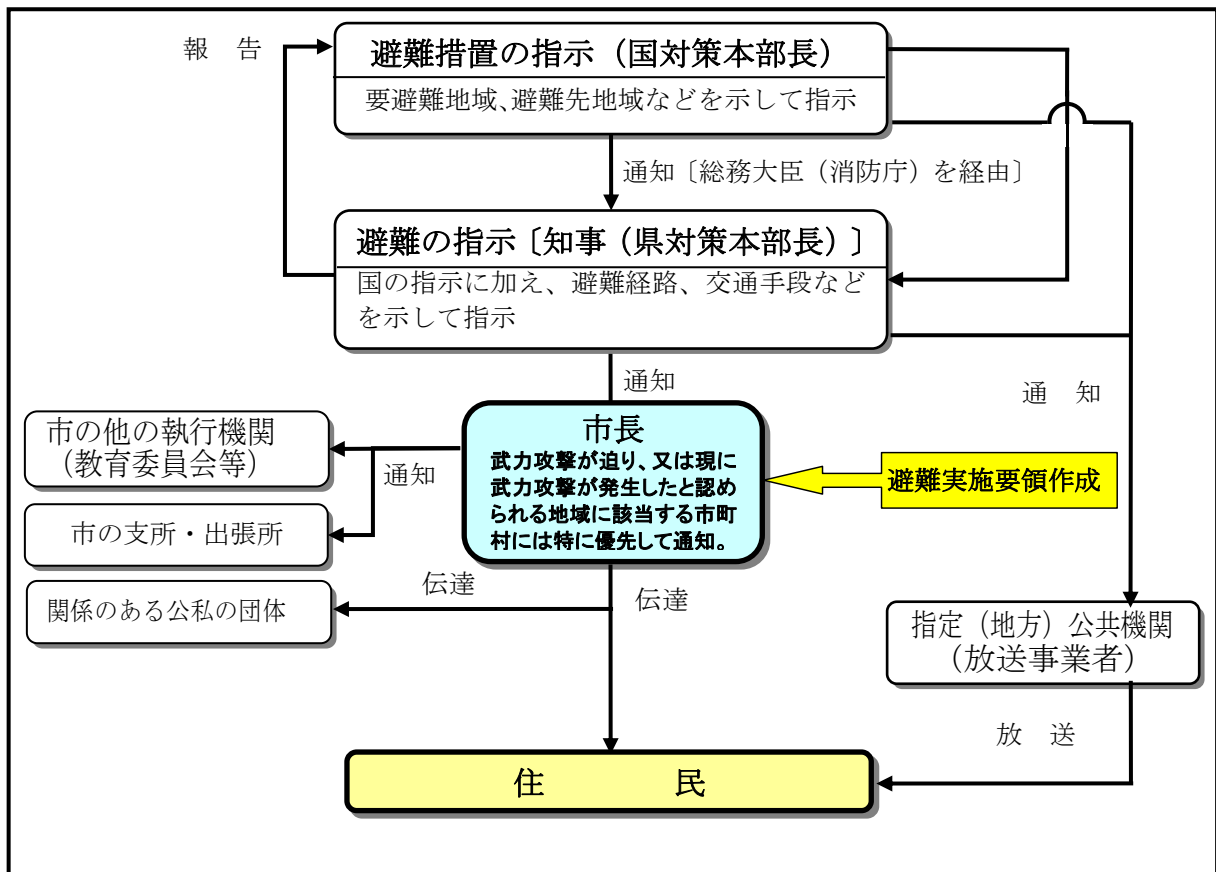 報　告
避難措置の指示（国対策本部長）
要避難地域、避難先地域などを示して指示
通知〔総務大臣（消防庁）を経由〕
避難の指示〔知事（県対策本部長）〕
国の指示に加え、避難経路、交通手段など
を示して指示
通知
通　知
市の他の執行機関
（教育委員会等）
通知
市長
武力攻撃が迫り、又は現に
武力攻撃が発生したと認め
られる地域に該当する市町
村には特に優先して通知。
避難実施要領作成
市の支所・出張所
伝達
伝達
関係のある公私の団体
指定（地方）公共機関
（放送事業者）
放　送
住　　　　民